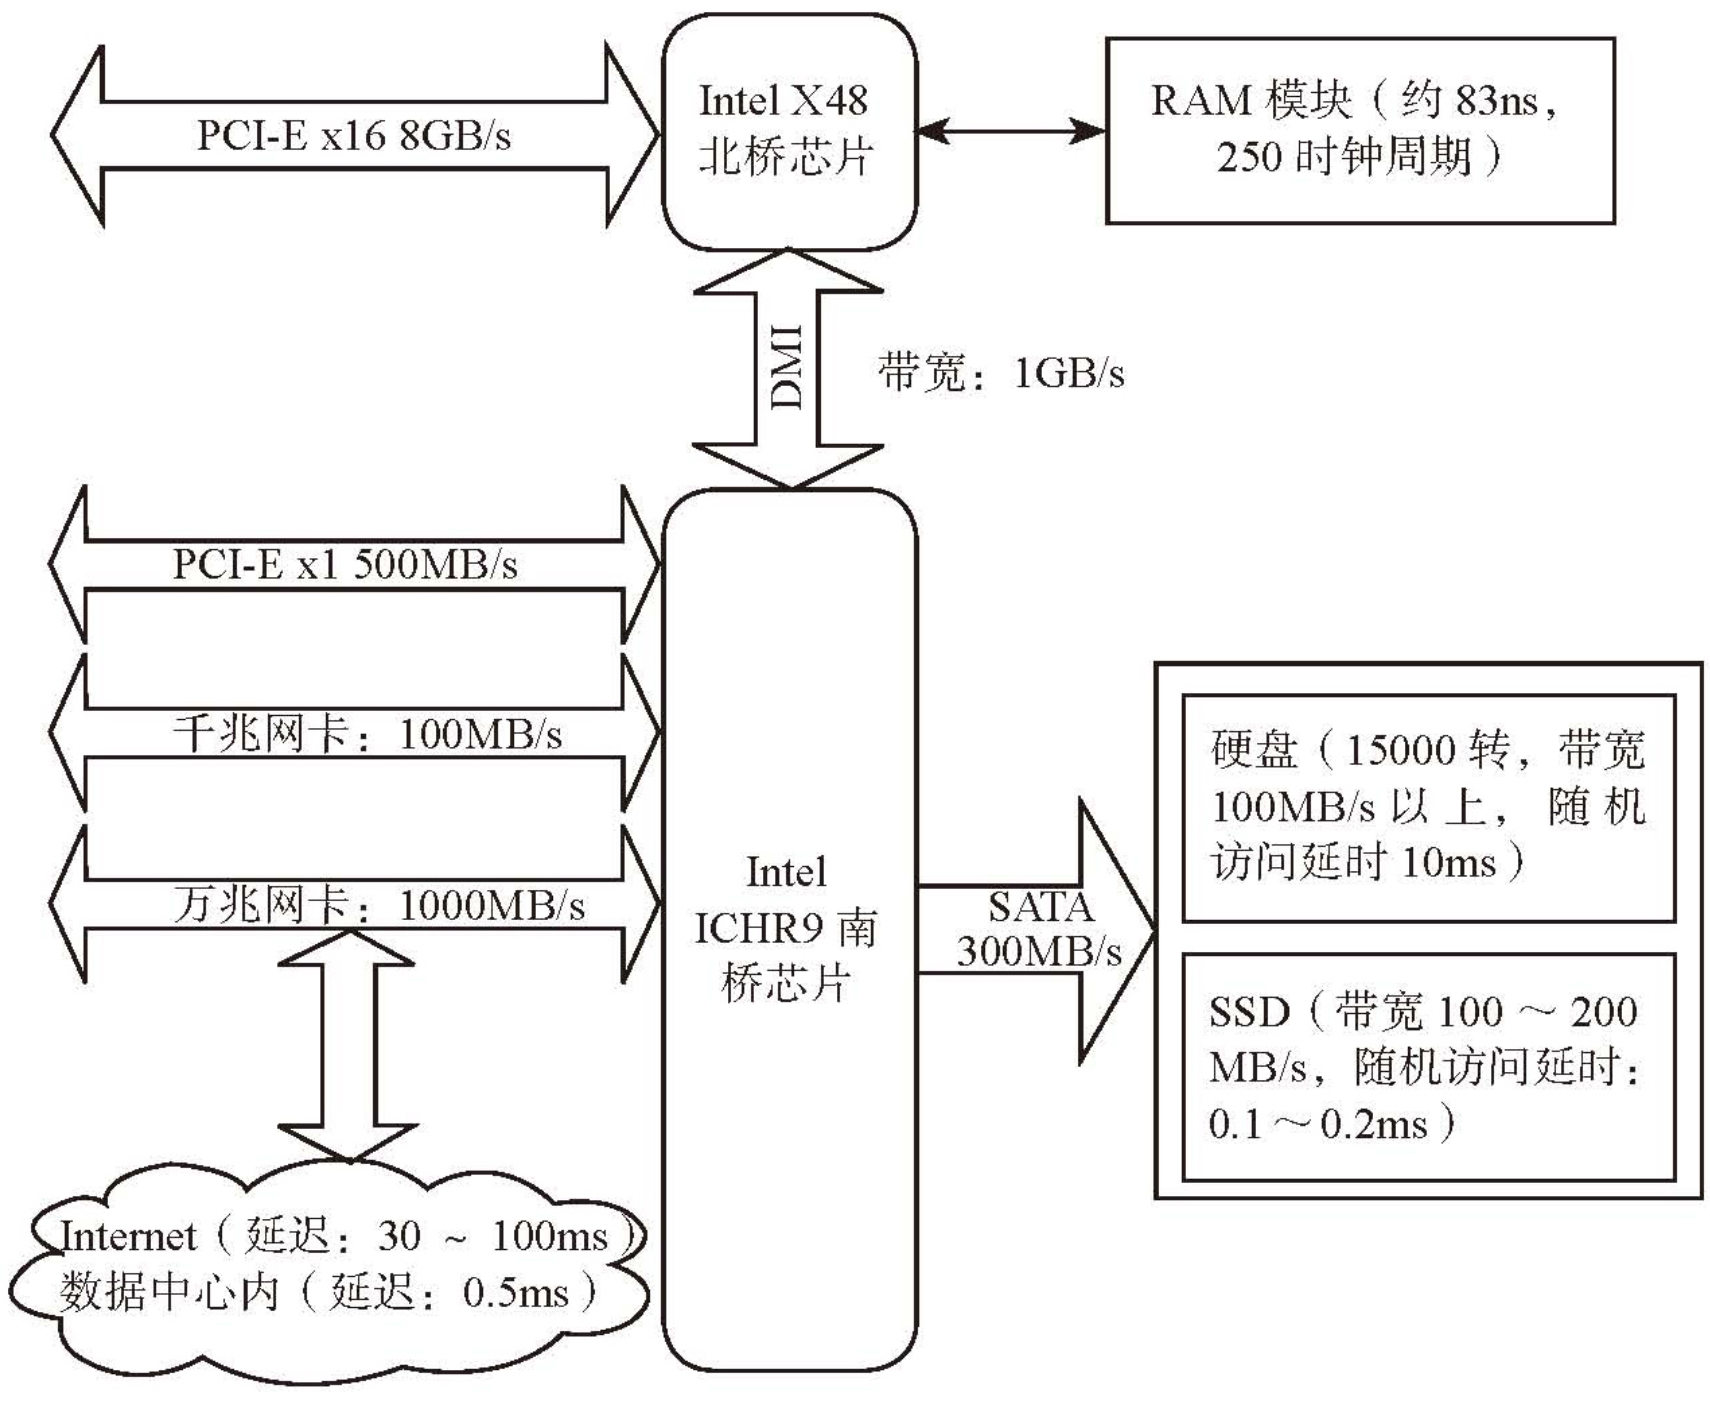 PCI-E x16 8GB/s
Intel X48
北桥芯片
RAM 模块（约 83ns，
250 时钟周期）
DMI
带宽：1GB/s
PCI-E x1 500MB/s
千兆网卡：100MB/s
万兆网卡：1000MB/s
Intel
ICHR9 南
桥芯片
SATA
300MB/s
硬盘（15000 转，带宽
100MB/s 以上，随机
访问延时 10ms）
SSD（带宽 100 ～ 200
MB/s，随机访问延时：
0.1～0.2ms）
Internet（延迟：30 ~ 100ms）
数据中心内（延迟：0.5ms）